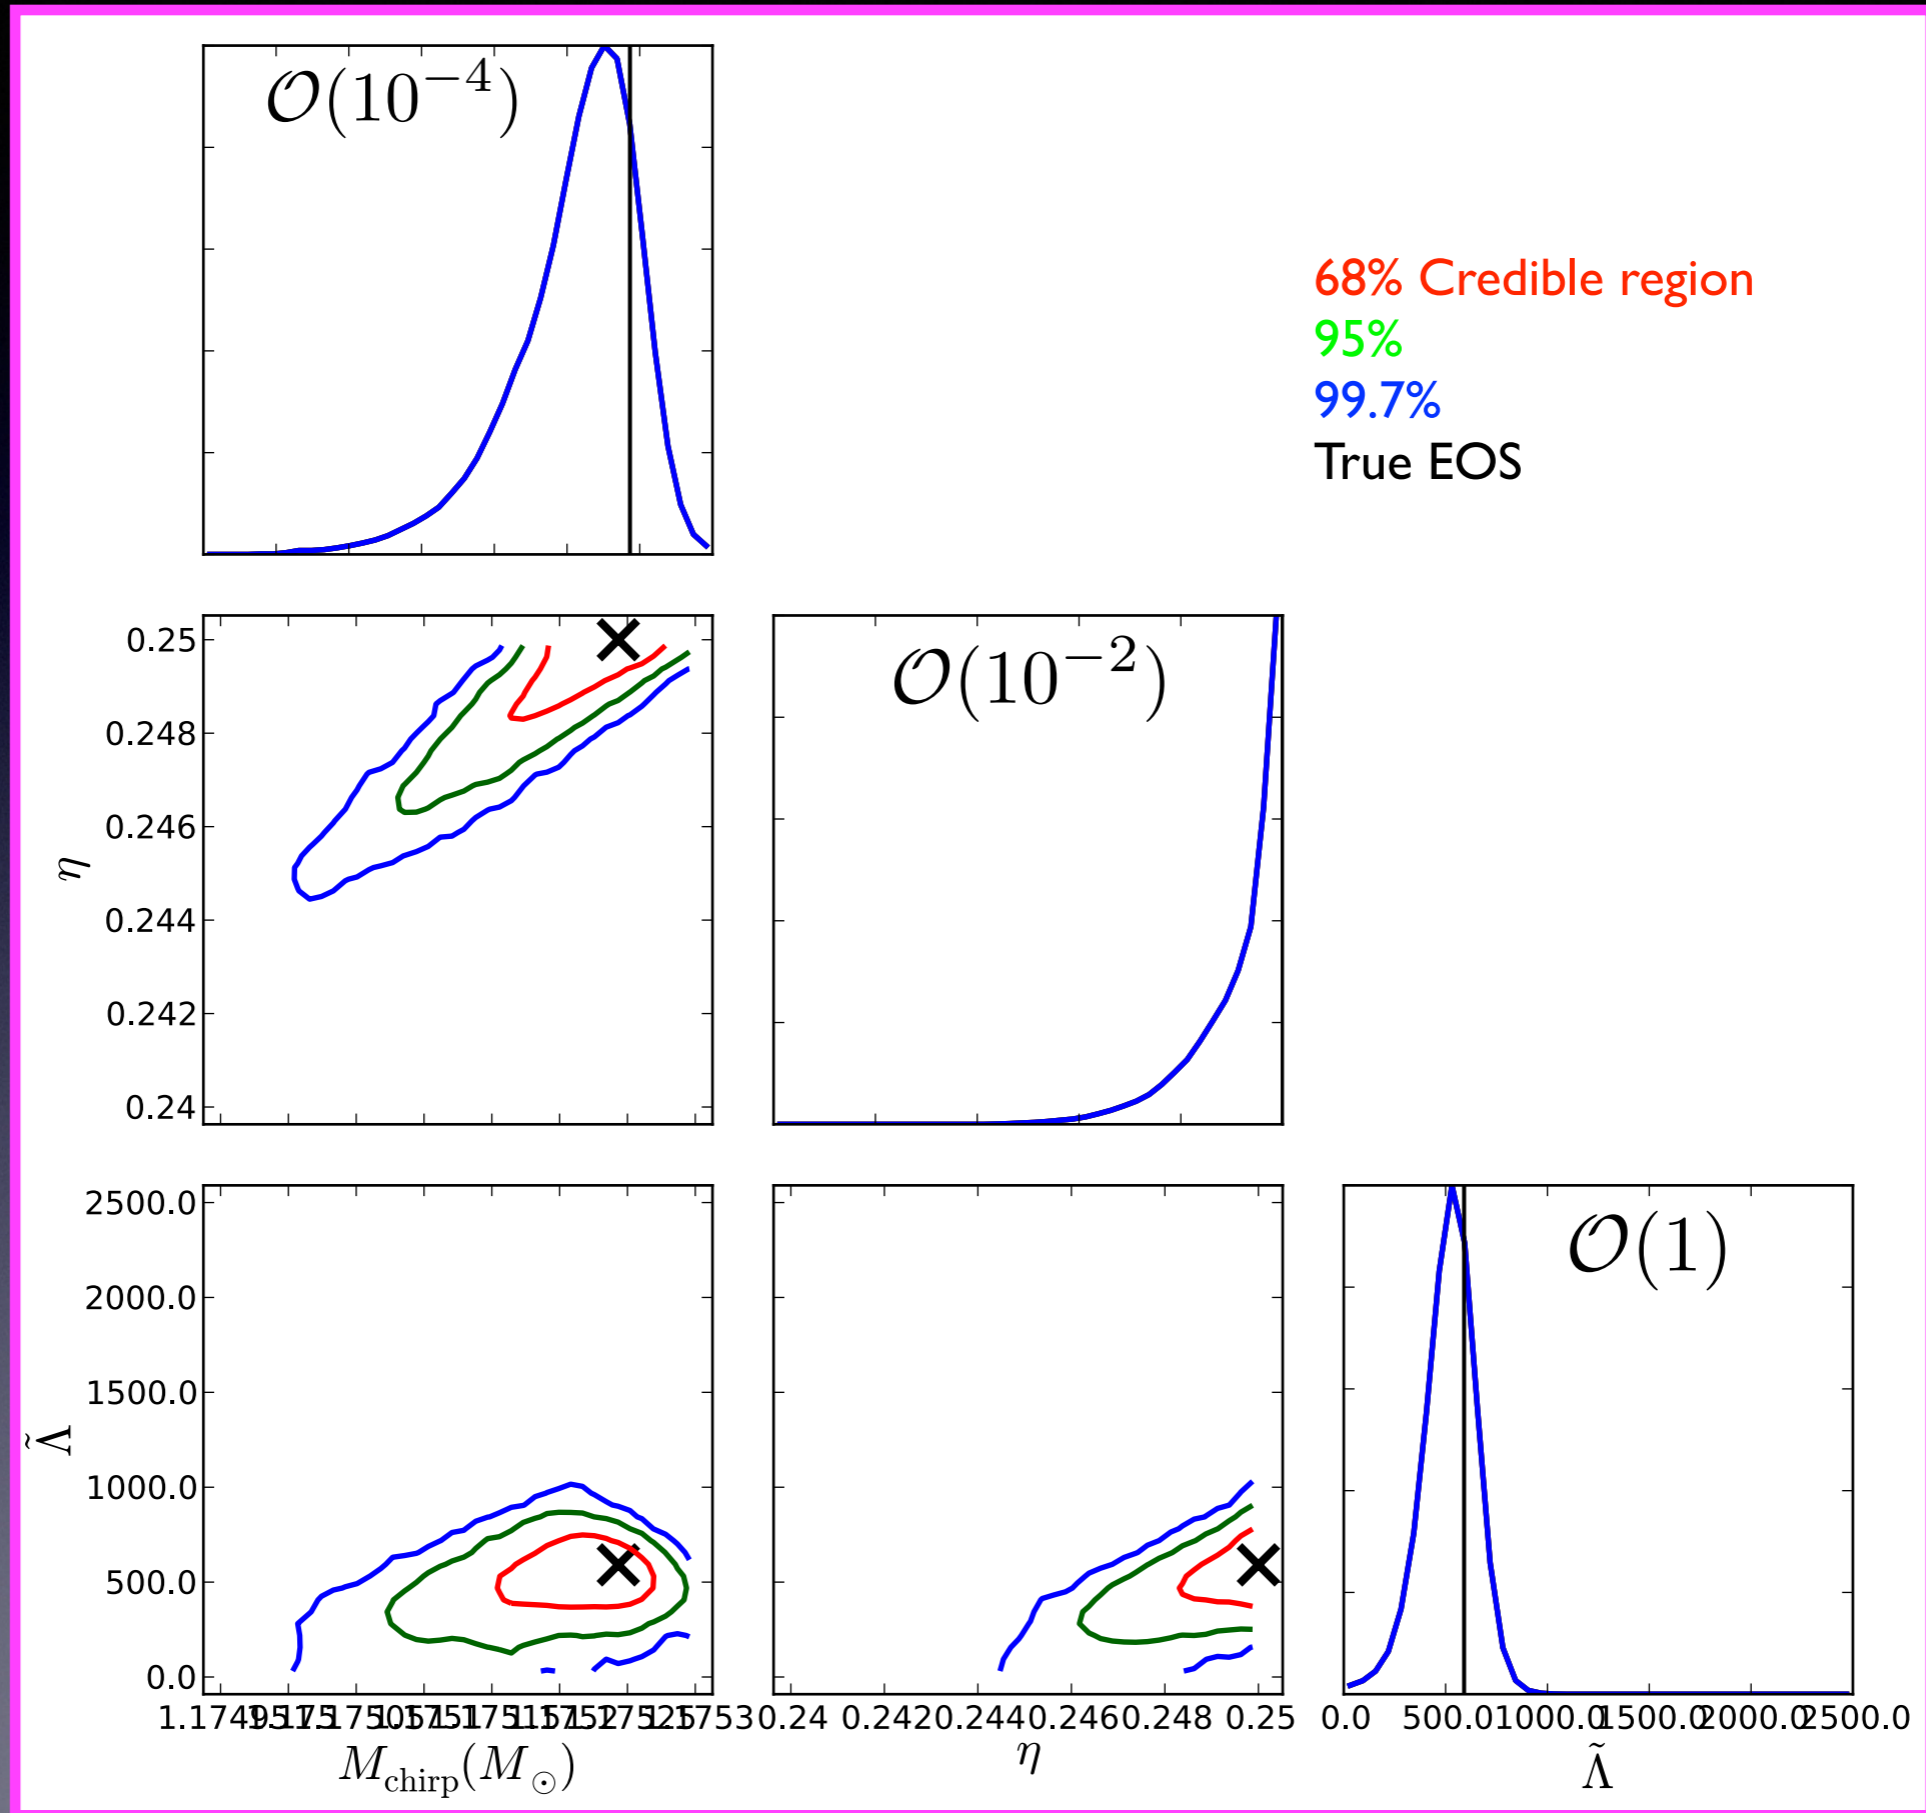 𝒪(10⁻⁴)
68% Credible region
95%
99.7%
True EOS
0.25
0.248
0.246
0.244
0.242
0.24
η
𝒪(10⁻²)
2500.0
2000.0
1500.0
1000.0
500.0
0.0
Λ̃
𝒪(1)
0.24 0.242 0.244 0.246 0.248 0.25
0.0 500.0 1000.0 1500.0 2000.0 2500.0
M_chirp(M_⊙)
η
Λ̃